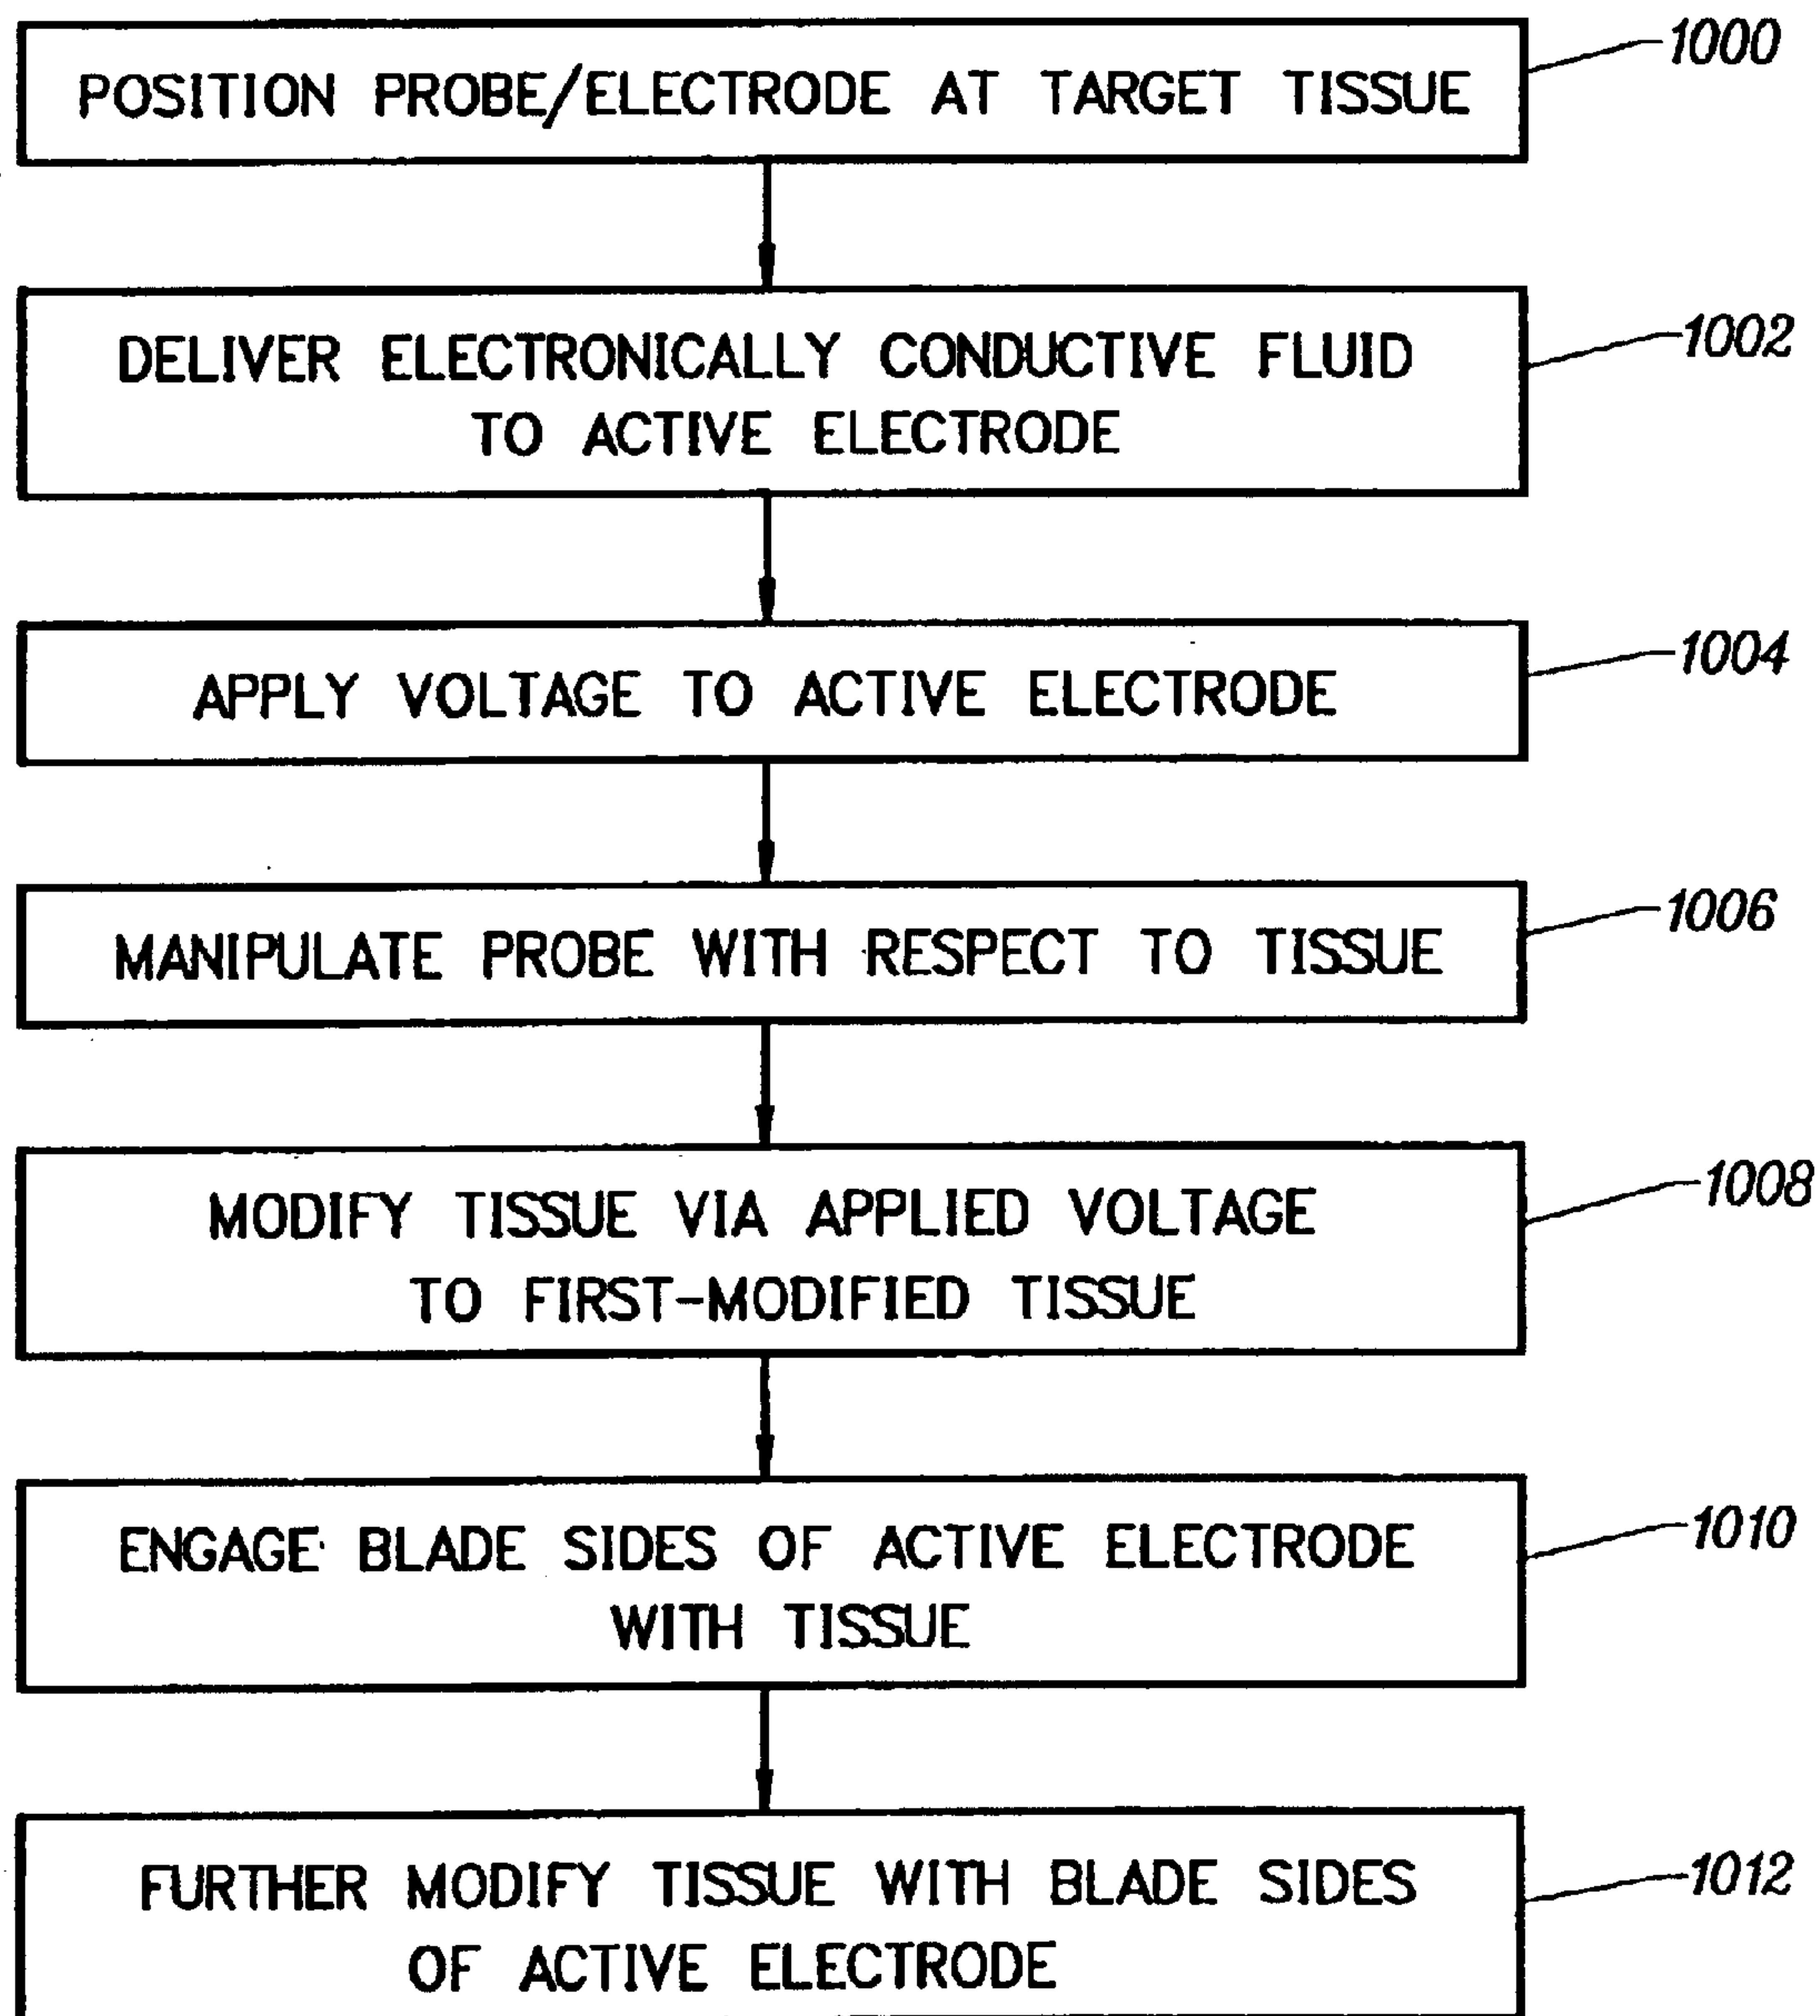 POSITION PROBE/ELECTRODE AT TARGET TISSUE
1000
DELIVER ELECTRONICALLY CONDUCTIVE FLUID
TO ACTIVE ELECTRODE
1002
APPLY VOLTAGE TO ACTIVE ELECTRODE
1004
MANIPULATE PROBE WITH RESPECT TO TISSUE
1006
MODIFY TISSUE VIA APPLIED VOLTAGE
TO FIRST-MODIFIED TISSUE
1008
ENGAGE BLADE SIDES OF ACTIVE ELECTRODE
WITH TISSUE
1010
FURTHER MODIFY TISSUE WITH BLADE SIDES
OF ACTIVE ELECTRODE
1012